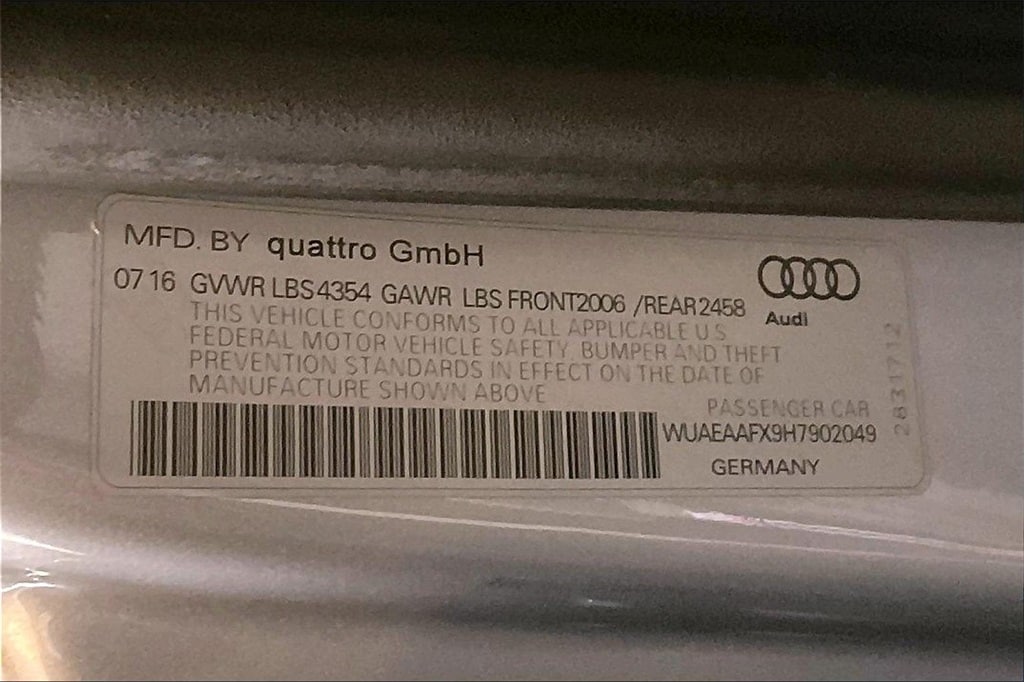 MFD. BY quattro GmbH
07 16 GVWR LBS 4354 GAWR LBS FRONT2006 /REAR 2458
Audi
THIS VEHICLE CONFORMS TO ALL APPLICABLE U S
FEDERAL MOTOR VEHICLE SAFETY, BUMPER AND THEFT
PREVENTION STANDARDS IN EFFECT ON THE DATE OF
MANUFACTURE SHOWN ABOVE
PASSENGER CAR
WUAEAAFX9H7902049
GERMANY
2831712